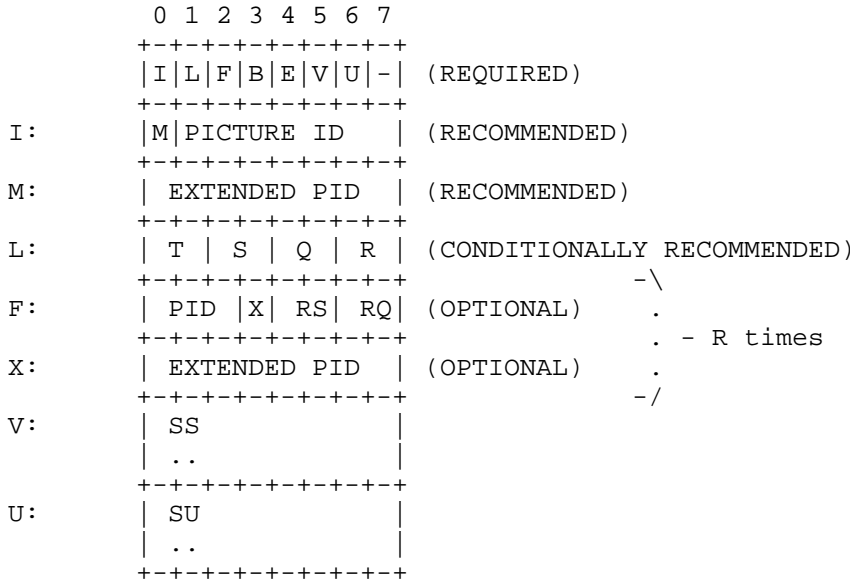 0 1 2 3 4 5 6 7
        +-+-+-+-+-+-+-+-+
        |I|L|F|B|E|V|U|-| (REQUIRED)
        +-+-+-+-+-+-+-+-+
I:      |M|PICTURE ID   | (RECOMMENDED)
        +-+-+-+-+-+-+-+-+
M:      | EXTENDED PID  | (RECOMMENDED)
        +-+-+-+-+-+-+-+-+
L:      | T | S | Q | R | (CONDITIONALLY RECOMMENDED)
        +-+-+-+-+-+-+-+-+              -\
F:      | PID |X| RS| RQ| (OPTIONAL)    .
        +-+-+-+-+-+-+-+-+               . - R times
X:      | EXTENDED PID  | (OPTIONAL)    .
        +-+-+-+-+-+-+-+-+              -/
V:      | SS            |
        | ..            |
        +-+-+-+-+-+-+-+-+
U:      | SU            |
        | ..            |
        +-+-+-+-+-+-+-+-+